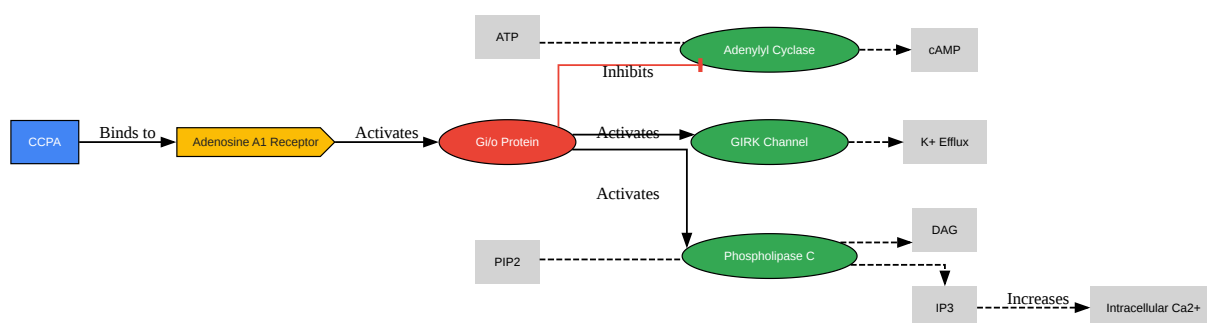 ATP
Adenylyl Cyclase
cAMP
Inhibits
CCPA
Binds to
Adenosine A1 Receptor
Activates
Gi/o Protein
Activates
GIRK Channel
K+ Efflux
Activates
PIP2
Phospholipase C
DAG
IP3
Increases
Intracellular Ca2+